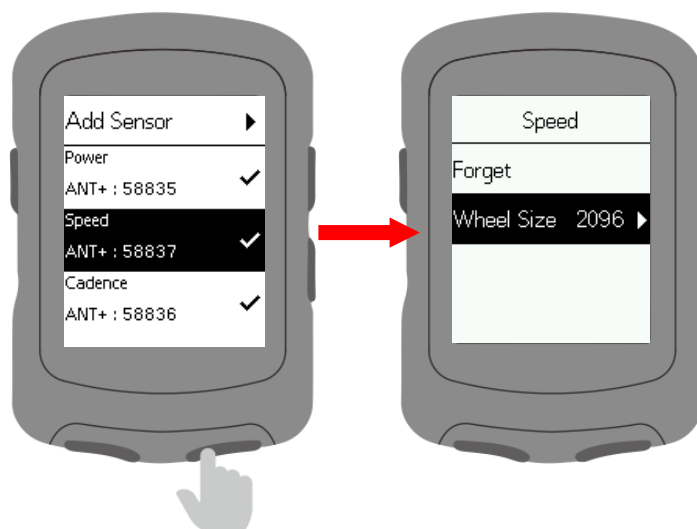 Add Sensor
Power
ANT+ : 58835
Speed
ANT+ : 58837
Cadence
ANT+ : 58836
Speed
Forget
Wheel Size 2096